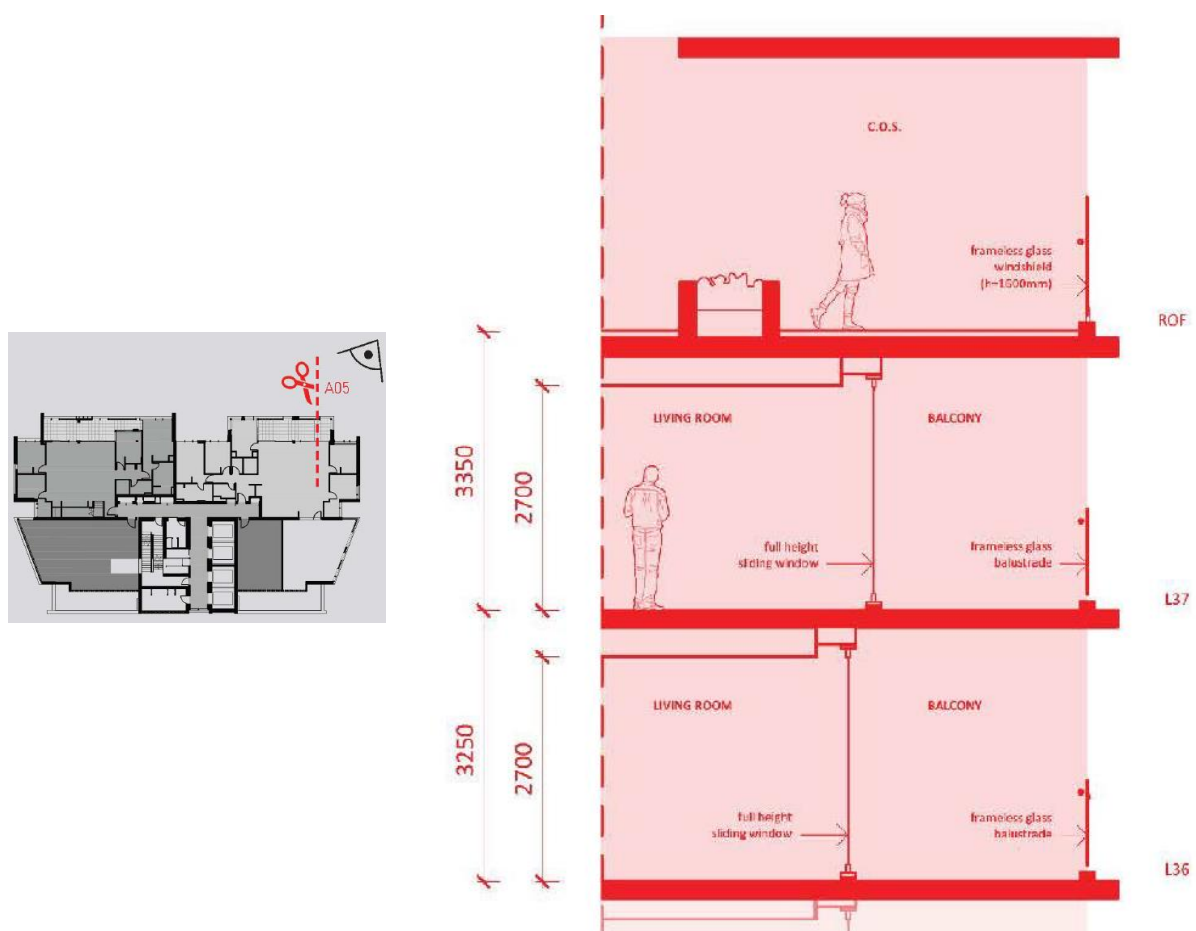 A05
C.O.S.
frameless glass
windshield
(h=1600mm)
ROF
3350
2700
LIVING ROOM
BALCONY
full height
sliding window
frameless glass
balustrade
L37
3250
2700
LIVING ROOM
BALCONY
full height
sliding window
frameless glass
balustrade
L36